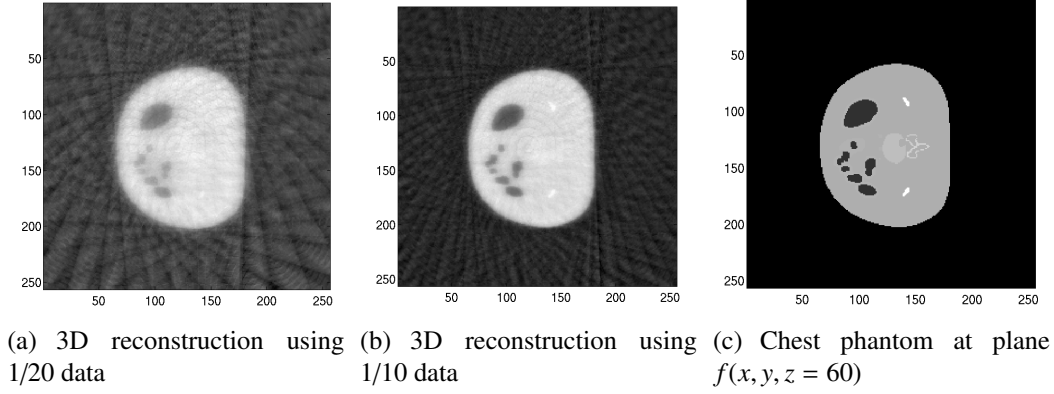 50
100
150
200
250
50 100 150 200 250
50
100
150
200
250
50 100 150 200 250
50
100
150
200
250
50 100 150 200 250
(a) 3D reconstruction using
1/20 data
(b) 3D reconstruction using
1/10 data
(c) Chest phantom at plane
f(x, y, z = 60)